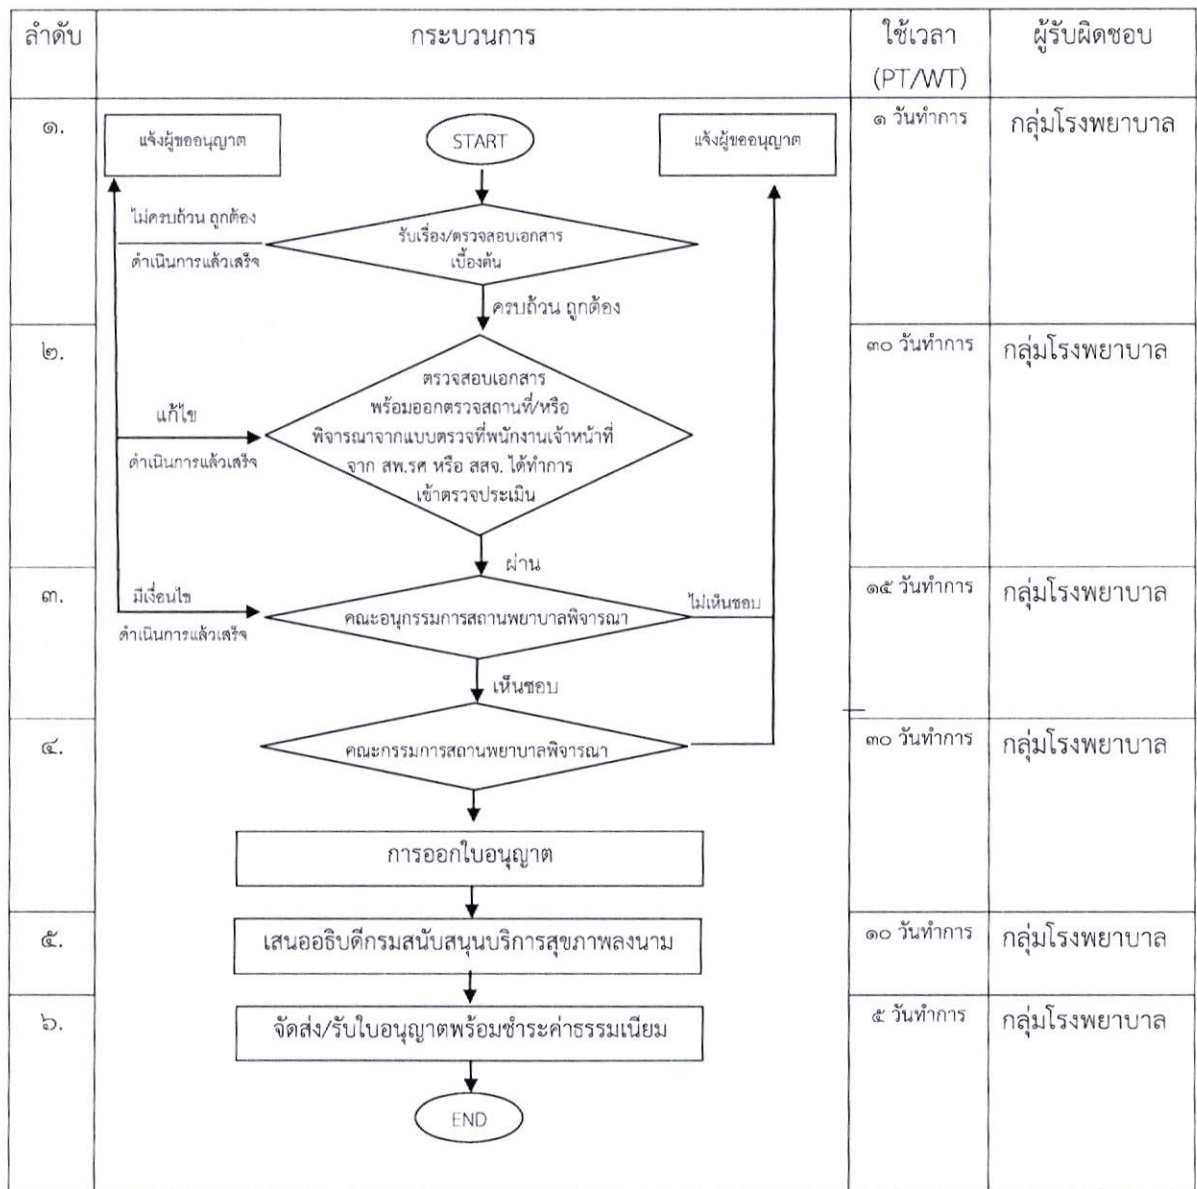 ลำดับ
กระบวนการ
ใช้เวลา
(PT/WT)
ผู้รับผิดชอบ
๑.
แจ้งผู้ขออนุญาต
START
แจ้งผู้ขออนุญาต
๑ วันทำการ
กลุ่มโรงพยาบาล
ไม่ครบถ้วน ถูกต้อง
ดำเนินการแล้วเสร็จ
รับเรื่อง/ตรวจสอบเอกสาร
เบื้องต้น
ครบถ้วน ถูกต้อง
๒.
๓๐ วันทำการ
กลุ่มโรงพยาบาล
แก้ไข
ดำเนินการแล้วเสร็จ
ตรวจสอบเอกสาร
พร้อมออกตรวจสถานที่/หรือ
พิจารณาจากแบบตรวจที่พนักงานเจ้าหน้าที่
จาก สพ.รศ หรือ สสจ. ได้ทำการ
เข้าตรวจประเมิน
ผ่าน
๓.
๑๕ วันทำการ
กลุ่มโรงพยาบาล
มีเงื่อนไข
ดำเนินการแล้วเสร็จ
คณะอนุกรรมการสถานพยาบาลพิจารณา
ไม่เห็นชอบ
เห็นชอบ
๔.
คณะกรรมการสถานพยาบาลพิจารณา
๓๐ วันทำการ
กลุ่มโรงพยาบาล
การออกใบอนุญาต
๕.
เสนออธิบดีกรมสนับสนุนบริการสุขภาพลงนาม
๑๐ วันทำการ
กลุ่มโรงพยาบาล
๖.
จัดส่ง/รับใบอนุญาตพร้อมชำระค่าธรรมเนียม
๕ วันทำการ
กลุ่มโรงพยาบาล
END